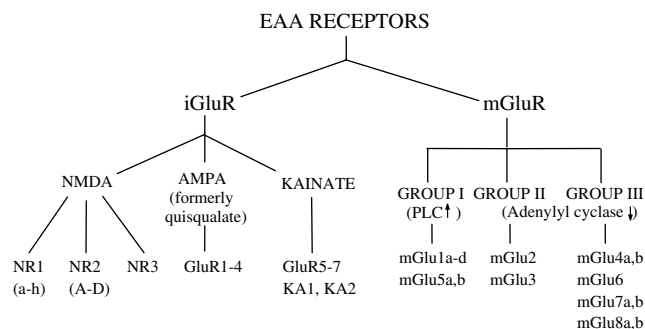 EAA RECEPTORS
iGluR
mGluR
NMDA
AMPA
(formerly
quisqualate)
KAINATE
GROUP I
(PLC↑)
GROUP II
GROUP III
(Adenylyl cyclase↓)
NR1
(a-h)
NR2
(A-D)
NR3
GluR1-4
GluR5-7
KA1, KA2
mGlu1a-d
mGlu5a,b
mGlu2
mGlu3
mGlu4a,b
mGlu6
mGlu7a,b
mGlu8a,b